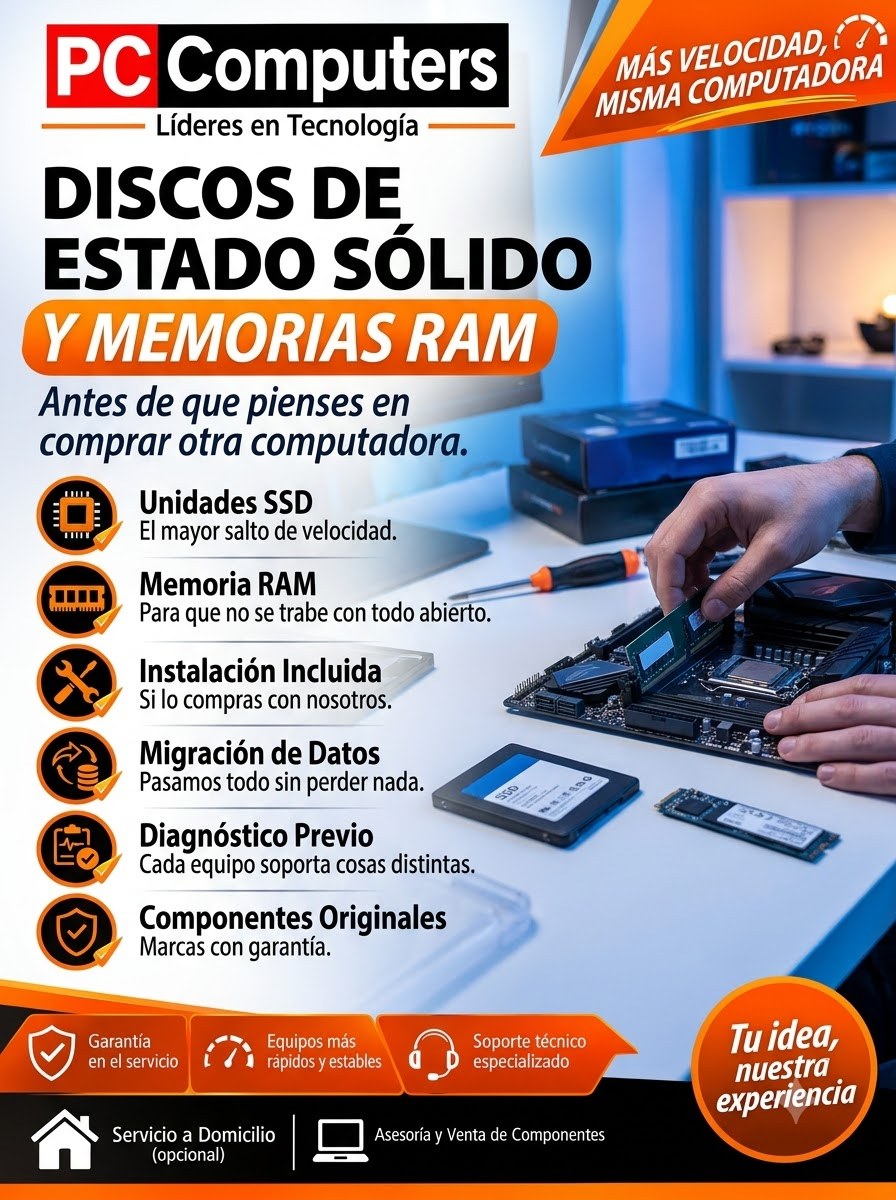 PC Computers
Líderes en Tecnología
MÁS VELOCIDAD,
MISMA COMPUTADORA
DISCOS DE
ESTADO SÓLIDO
Y MEMORIAS RAM
Antes de que pienses en
comprar otra computadora.
Unidades SSD
El mayor salto de velocidad.
Memoria RAM
Para que no se trabe con todo abierto.
Instalación Incluida
Si lo compras con nosotros.
Migración de Datos
Pasamos todo sin perder nada.
Diagnóstico Previo
Cada equipo soporta cosas distintas.
Componentes Originales
Marcas con garantía.
SSD
Garantía
en el servicio
Equipos más
rápidos y estables
Soporte técnico
especializado
Tu idea,
nuestra
experiencia
Servicio a Domicilio
(opcional)
Asesoría y Venta de Componentes